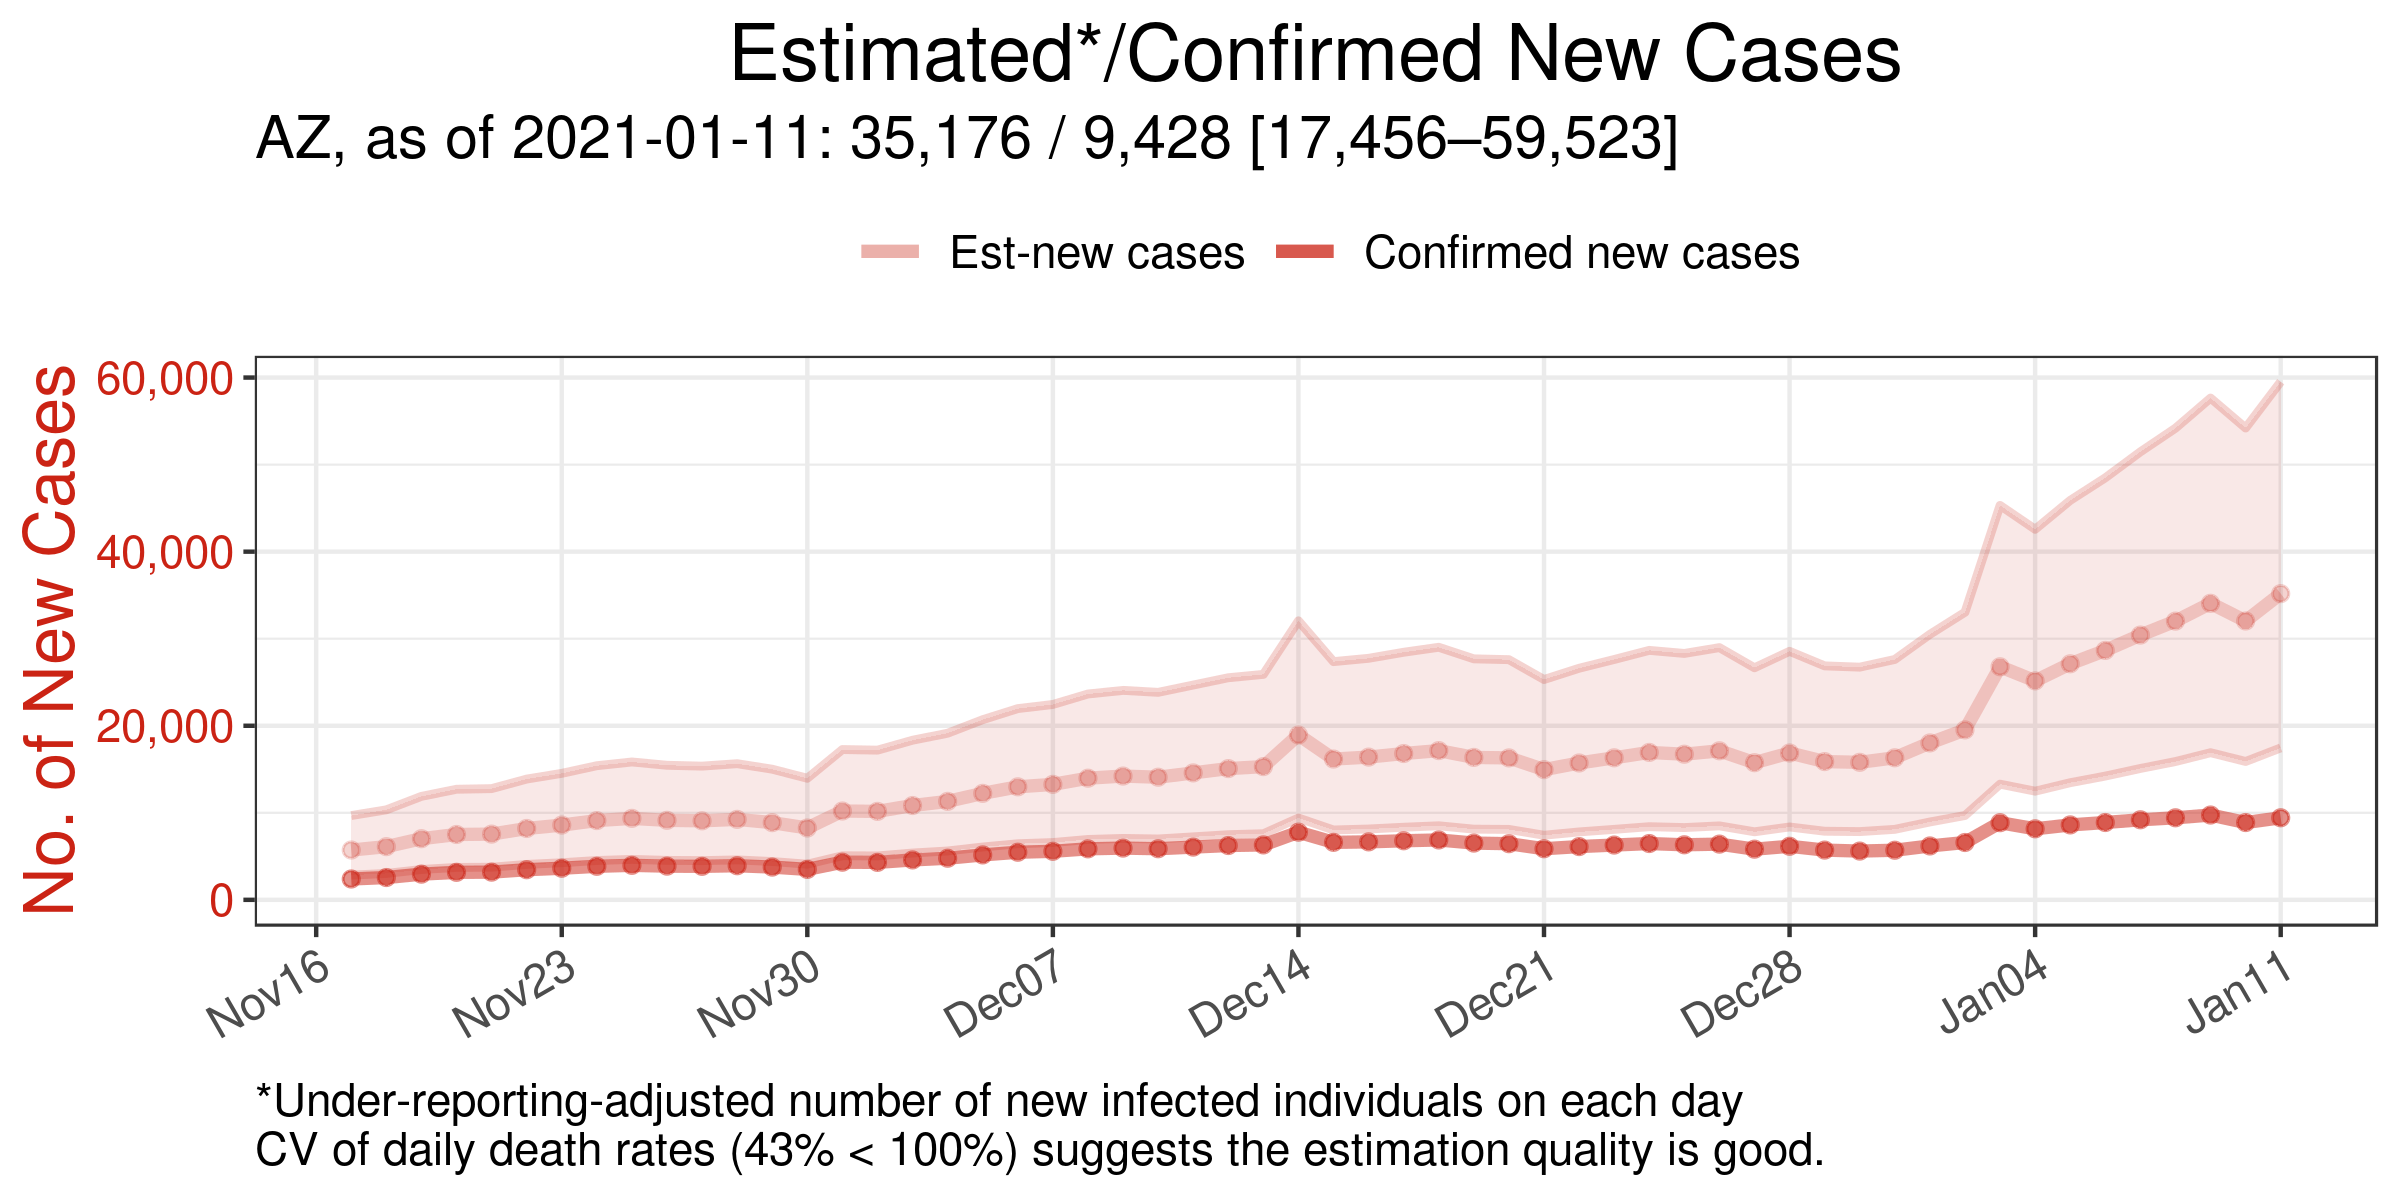 Estimated*/Confirmed New Cases
AZ, as of 2021-01-11: 35,176 / 9,428 [17,456–59,523]
Est-new cases Confirmed new cases
No. of New Cases
60,000
40,000
20,000
0
Nov16 Nov23 Nov30 Dec07 Dec14 Dec21 Dec28 Jan04 Jan11
*Under-reporting-adjusted number of new infected individuals on each day
CV of daily death rates (43% < 100%) suggests the estimation quality is good.